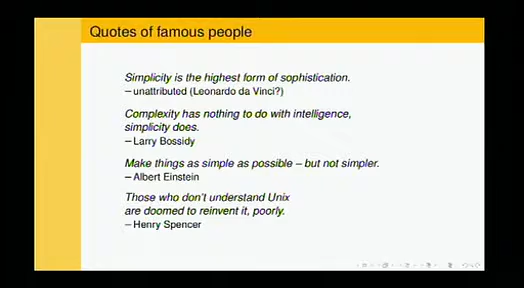 Quotes of famous people
Simplicity is the highest form of sophistication.
– unattributed (Leonardo da Vinci?)
Complexity has nothing to do with intelligence,
simplicity does.
– Larry Bossidy
Make things as simple as possible – but not simpler.
– Albert Einstein
Those who don't understand Unix
are doomed to reinvent it, poorly.
– Henry Spencer